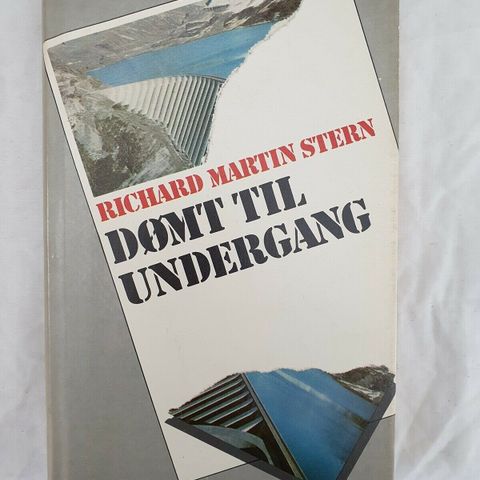 RICHARD MARTIN STERN
DØMT TIL
UNDERGANG